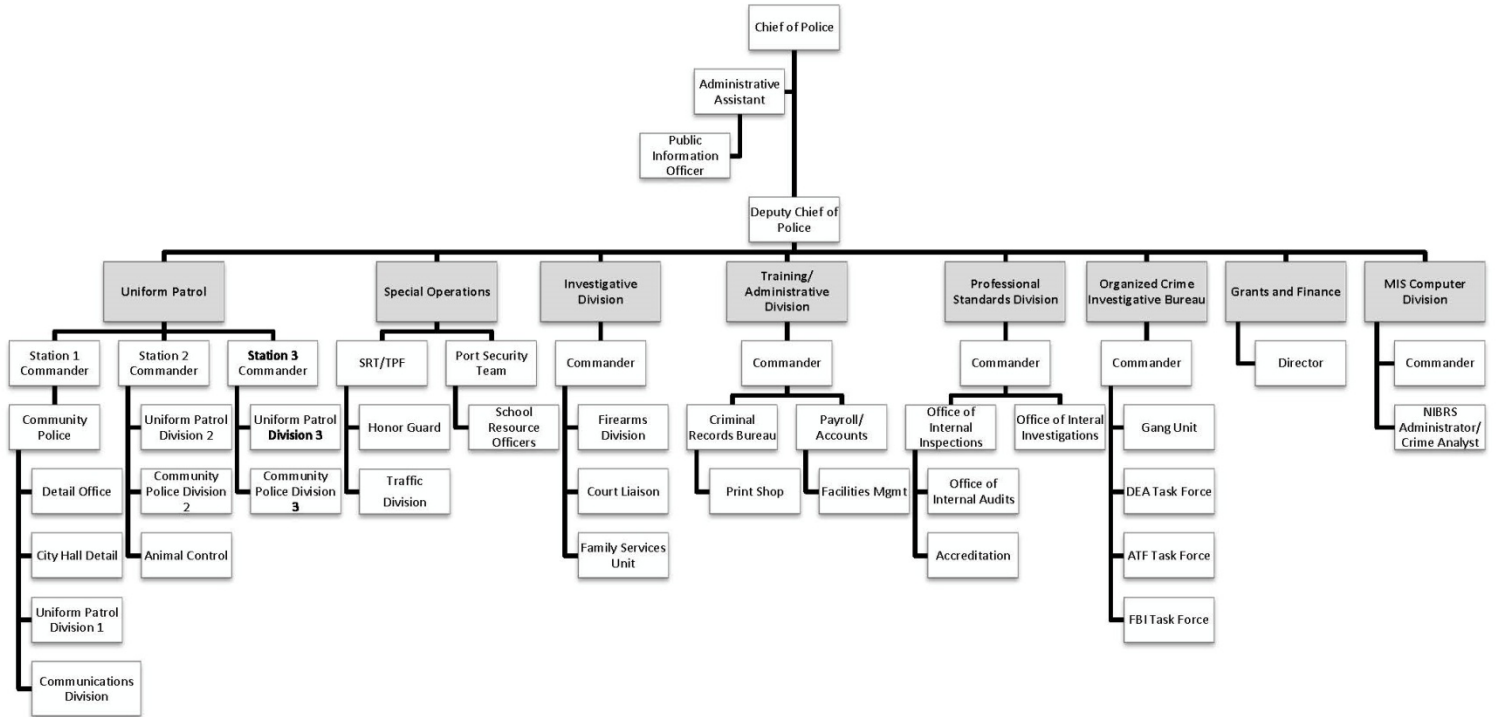 Chief of Police
Administrative
Assistant
Public
Information
Officer
Deputy Chief of
Police
Uniform Patrol
Special Operations
Investigative
Division
Training/
Administrative
Division
Professional
Standards Division
Organized Crime
Investigative Bureau
Grants and Finance
MIS Computer
Division
Station 1
Commander
Station 2
Commander
Station 3
Commander
SRT/TPF
Port Security
Team
Commander
Commander
Commander
Commander
Director
Commander
Community
Police
Uniform Patrol
Division 2
Uniform Patrol
Division 3
Honor Guard
School
Resource
Officers
Firearms
Division
Criminal
Records Bureau
Payroll/
Accounts
Office of
Internal
Inspections
Office of Interal
Investigations
Gang Unit
NIBRS
Administrator/
Crime Analyst
Detail Office
Community
Police Division
2
Community
Police Division
3
Traffic
Division
Court Liaison
Print Shop
Facilities Mgmt
Office of
Internal Audits
DEA Task Force
City Hall Detail
Animal Control
Family Services
Unit
Accreditation
ATF Task Force
Uniform Patrol
Division 1
FBI Task Force
Communications
Division